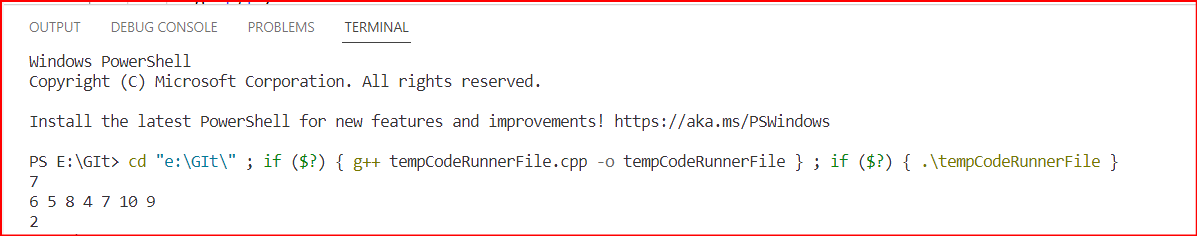 OUTPUT DEBUG CONSOLE PROBLEMS TERMINAL
Windows PowerShell
Copyright (C) Microsoft Corporation. All rights reserved.
Install the latest PowerShell for new features and improvements! https://aka.ms/PSWindows
PS E:\GIt> cd "e:\GIt\" ; if ($?) { g++ tempCodeRunnerFile.cpp -o tempCodeRunnerFile } ; if ($?) { .\tempCodeRunnerFile }
7
6 5 8 4 7 10 9
2